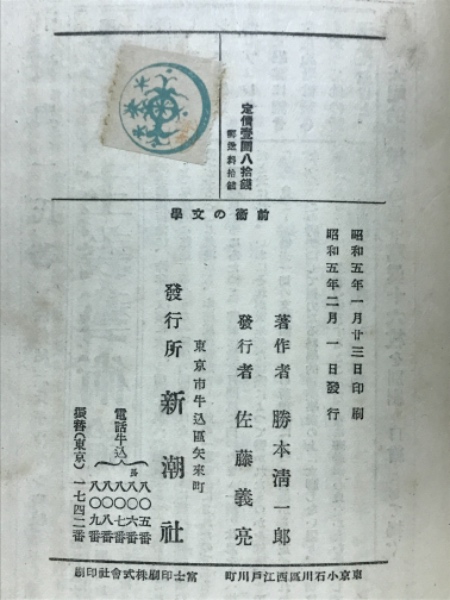 定價壹圓八拾錢
郵送料拾錢
前衞の文學
昭和五年一月廿三日印刷
昭和五年二月一日發行
著作者 勝本淸一郎
發行者 佐藤義亮
東京市牛込區矢來町
發行所 新潮社
電話牛込
長
八〇五番
八〇六番
八〇七番
八〇八番
八〇九番
振替(東京)一七四二番
東京小石川區西江戸川町
富士印刷株式會社印刷